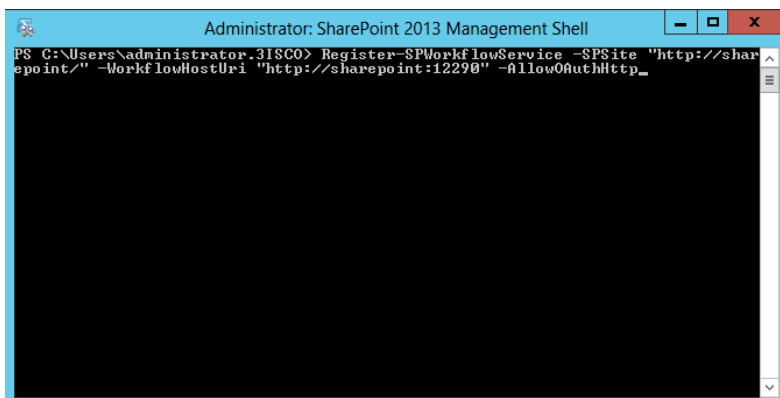 Administrator: SharePoint 2013 Management Shell
PS C:\Users\administrator.3ISCO> Register-SPWorkflowService -SPSite "http://shar
epoint/" -WorkflowHostUri "http://sharepoint:12290" -AllowOAuthHttp_